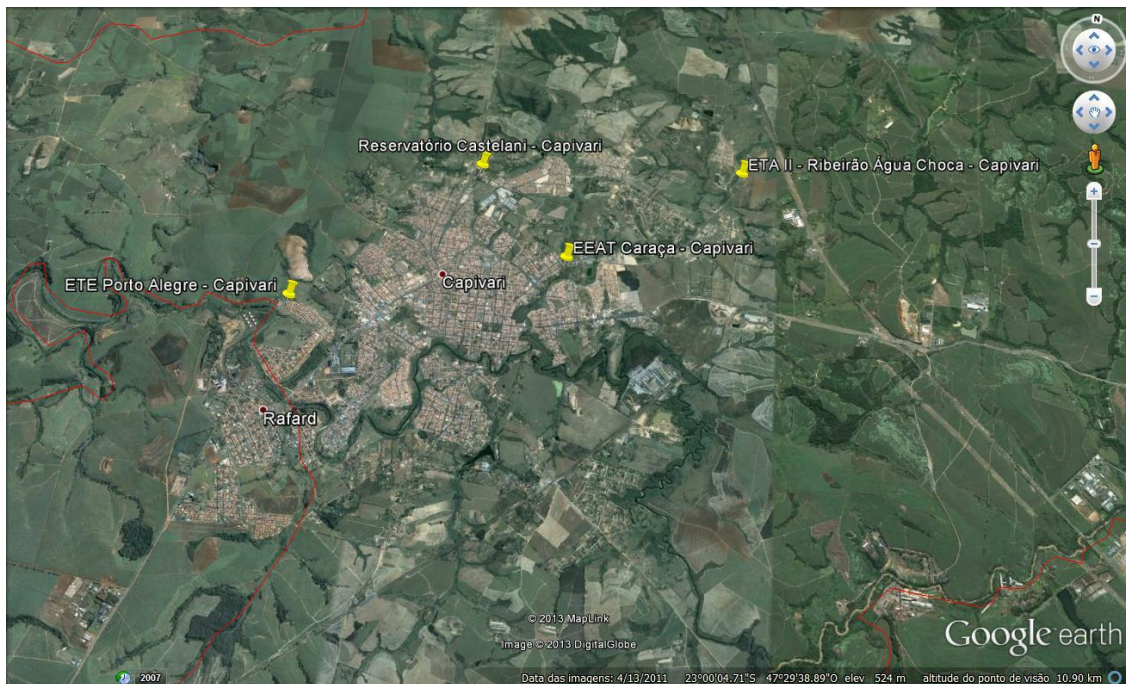 N
Reservatório Castelani - Capivari
ETA II - Ribeirão Água Choca - Capivari
EEAT Caraça - Capivari
Capivari
ETE Porto Alegre - Capivari
Rafard
© 2013 MapLink
Image © 2013 DigitalGlobe
Google earth
2007
Data das imagens: 4/13/2011 23°00'04.71"S 47°29'38.89"O elev 524 m altitude do ponto de visão 10.90 km